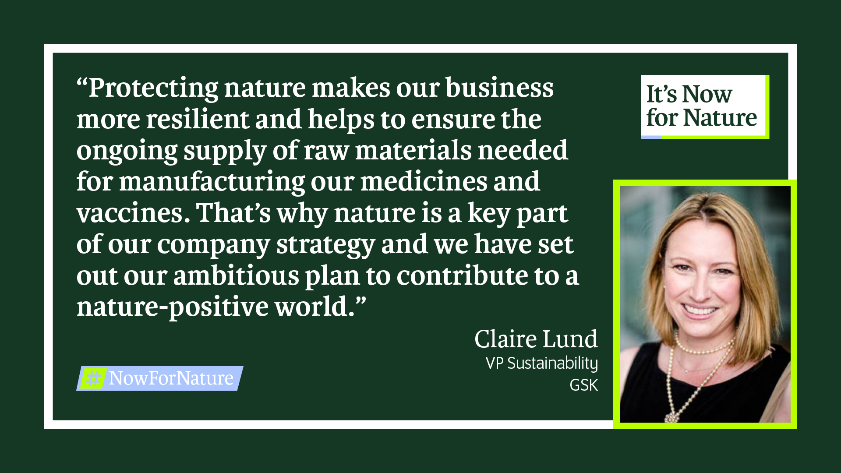 “Protecting nature makes our business
more resilient and helps to ensure the
ongoing supply of raw materials needed
for manufacturing our medicines and
vaccines. That’s why nature is a key part
of our company strategy and we have set
out our ambitious plan to contribute to a
nature-positive world.”
Claire Lund
VP Sustainability
GSK
#NowForNature
It’s Now
for Nature